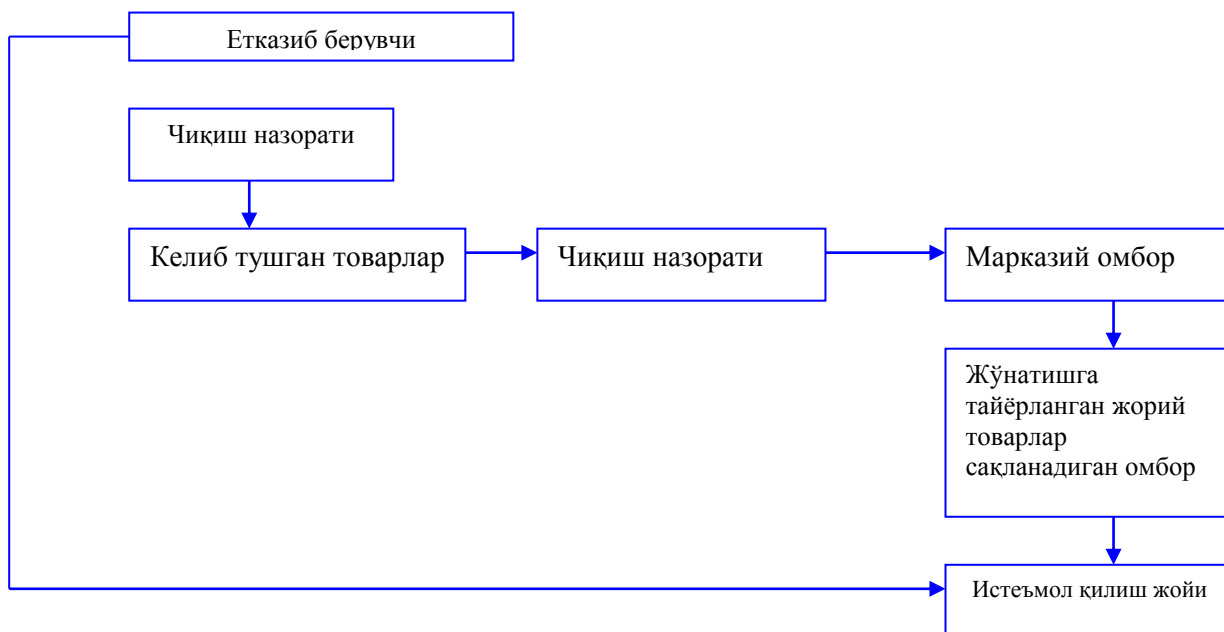 Етказиб берувчи
Чиқиш назорати
Келиб тушган товарлар
Чиқиш назорати
Марказий омбор
Жўнатишга
тайёрланган жорий
товарлар
сақланадиган омбор
Истеъмол қилиш жойи